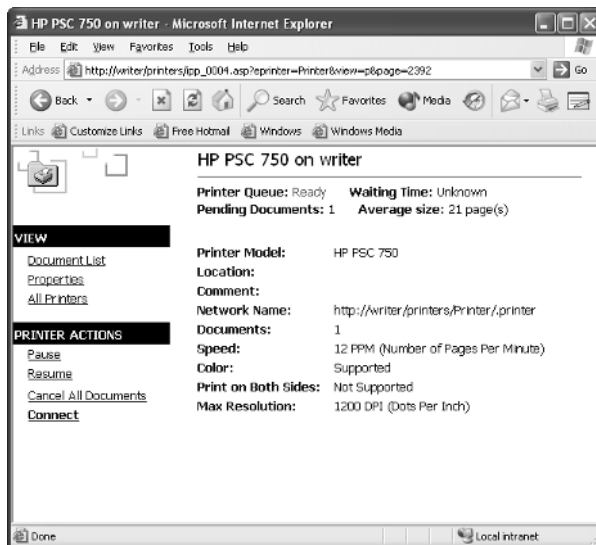 HP PSC 750 on writer - Microsoft Internet Explorer
File Edit View Favorites Tools Help
Address http://writer/printers/ipp_0004.asp?eprinter=Printer&view=p&page=2392 Go
Back Search Favorites Media
Links Customize Links Free Hotmail Windows Windows Media
HP PSC 750 on writer
Printer Queue: Ready Waiting Time: Unknown
Pending Documents: 1 Average size: 21 page(s)
VIEW
Document List
Properties
All Printers
PRINTER ACTIONS
Pause
Resume
Cancel All Documents
Connect
Printer Model: HP PSC 750
Location:
Comment:
Network Name: http://writer/printers/Printer/.printer
Documents: 1
Speed: 12 PPM (Number of Pages Per Minute)
Color: Supported
Print on Both Sides: Not Supported
Max Resolution: 1200 DPI (Dots Per Inch)
Done Local intranet